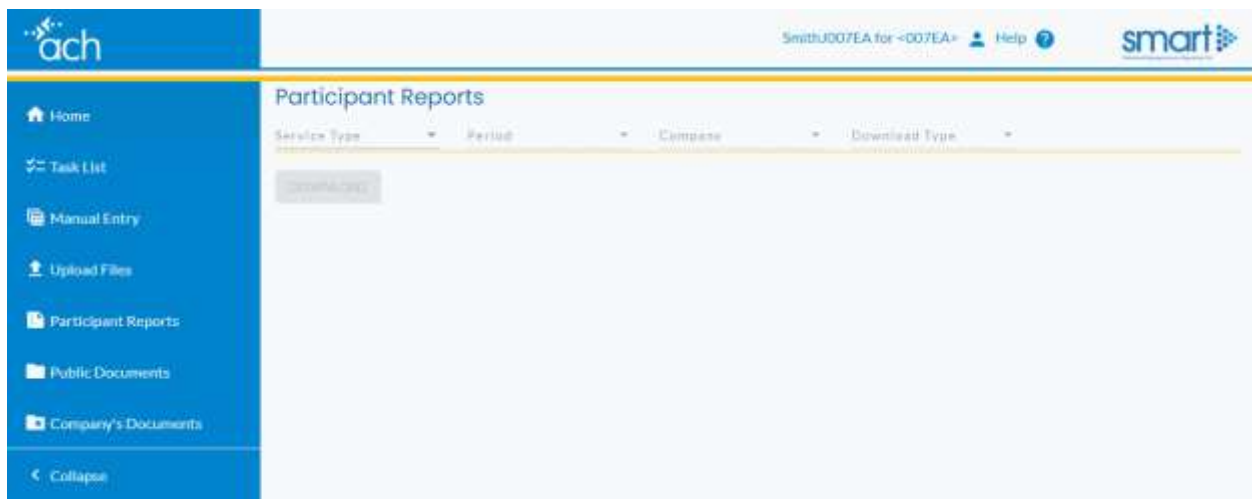 ach
SmithJ007EA for <007EA> Help ?
smart
Home
Task List
Manual Entry
Upload Files
Participant Reports
Public Documents
Company's Documents
Collapse
Participant Reports
Service Type Period Company Download Type
DOWNLOAD